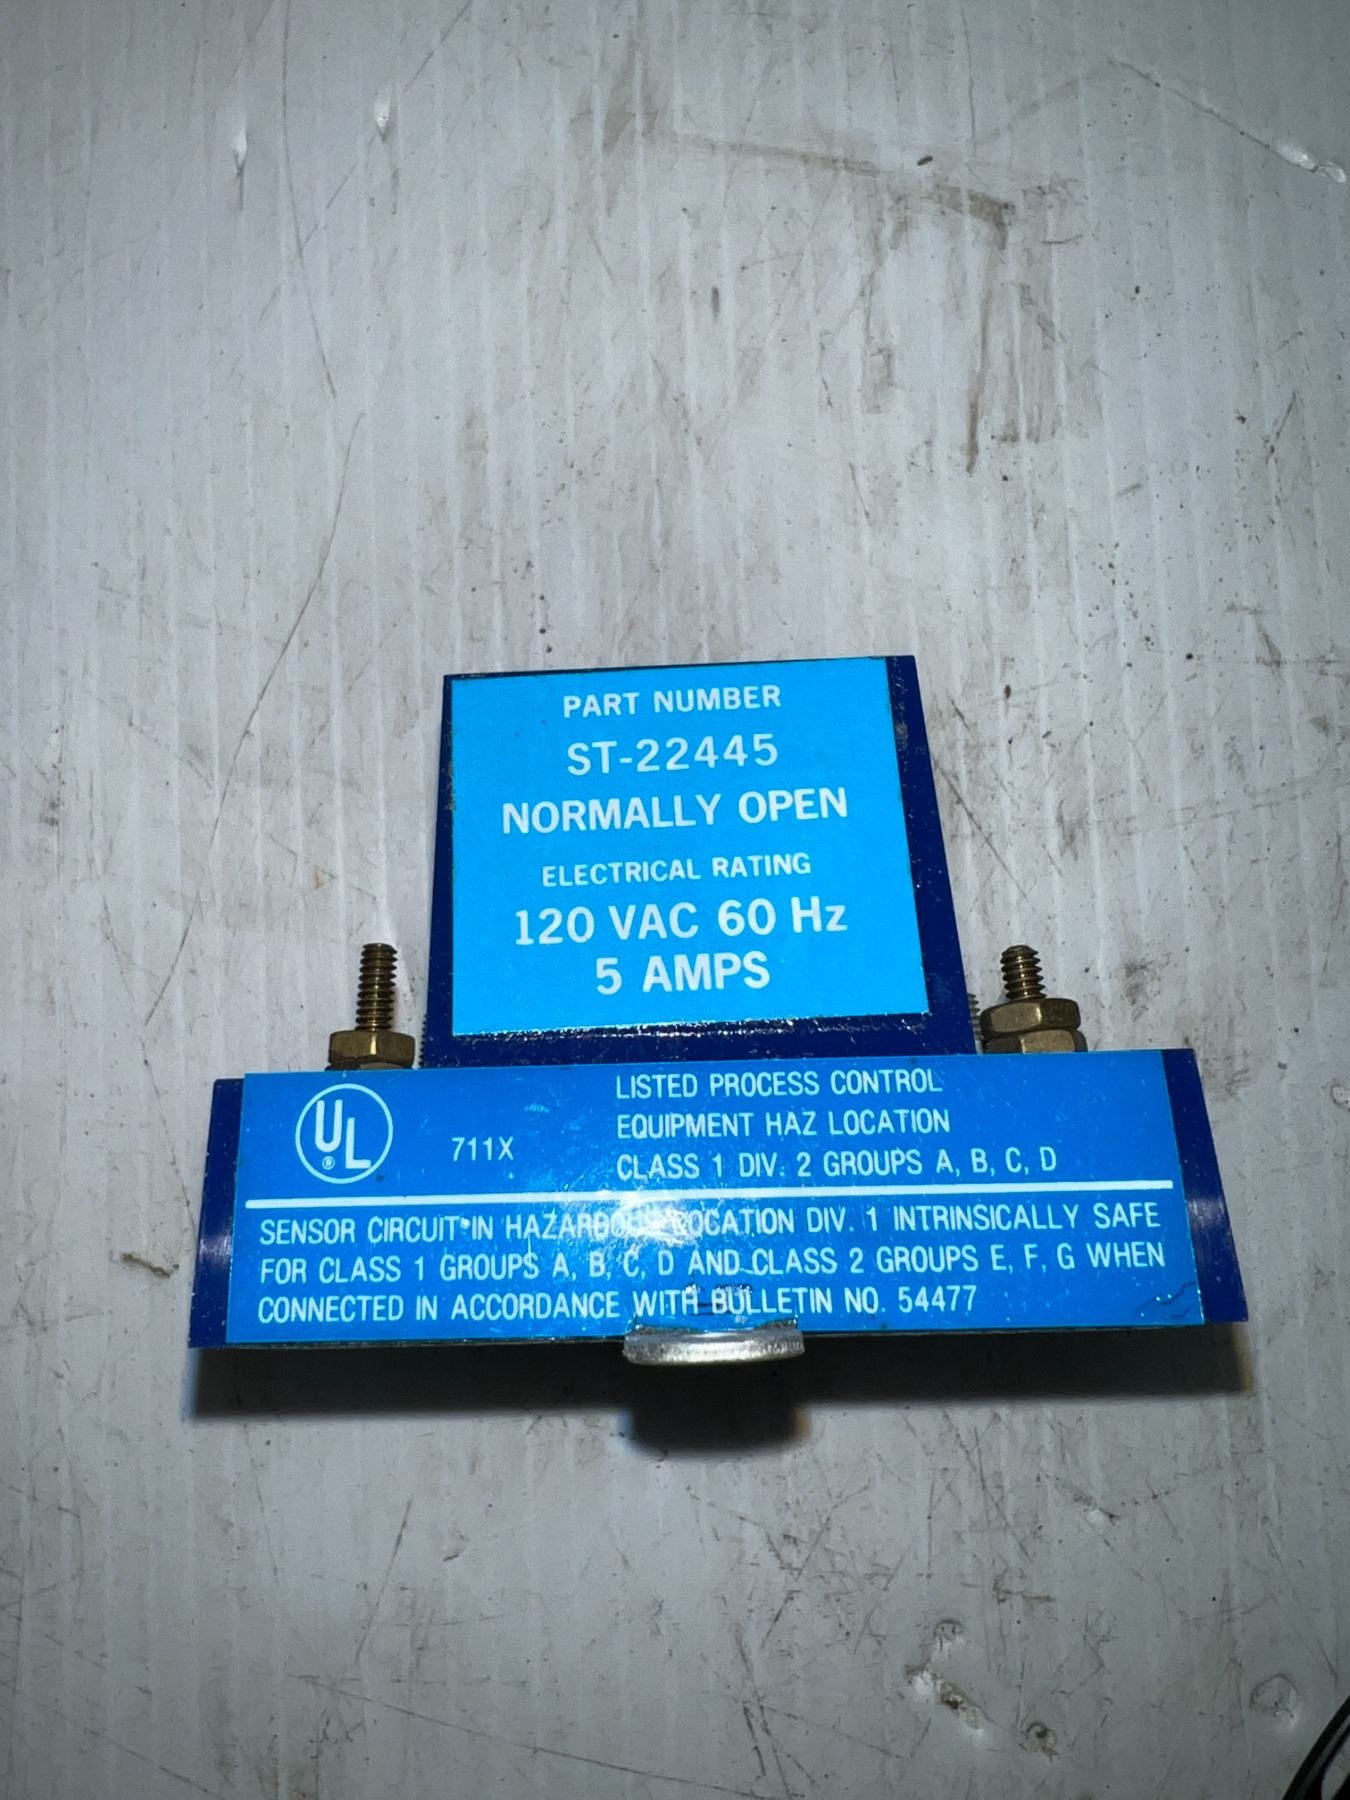 PART NUMBER
ST-22445
NORMALLY OPEN
ELECTRICAL RATING
120 VAC 60 Hz
5 AMPS
UL ®
711X
LISTED PROCESS CONTROL
EQUIPMENT HAZ LOCATION
CLASS 1 DIV. 2 GROUPS A, B, C, D
SENSOR CIRCUIT IN HAZARDOUS LOCATION DIV. 1 INTRINSICALLY SAFE
FOR CLASS 1 GROUPS A, B, C, D AND CLASS 2 GROUPS E, F, G WHEN
CONNECTED IN ACCORDANCE WITH BULLETIN NO. 54477